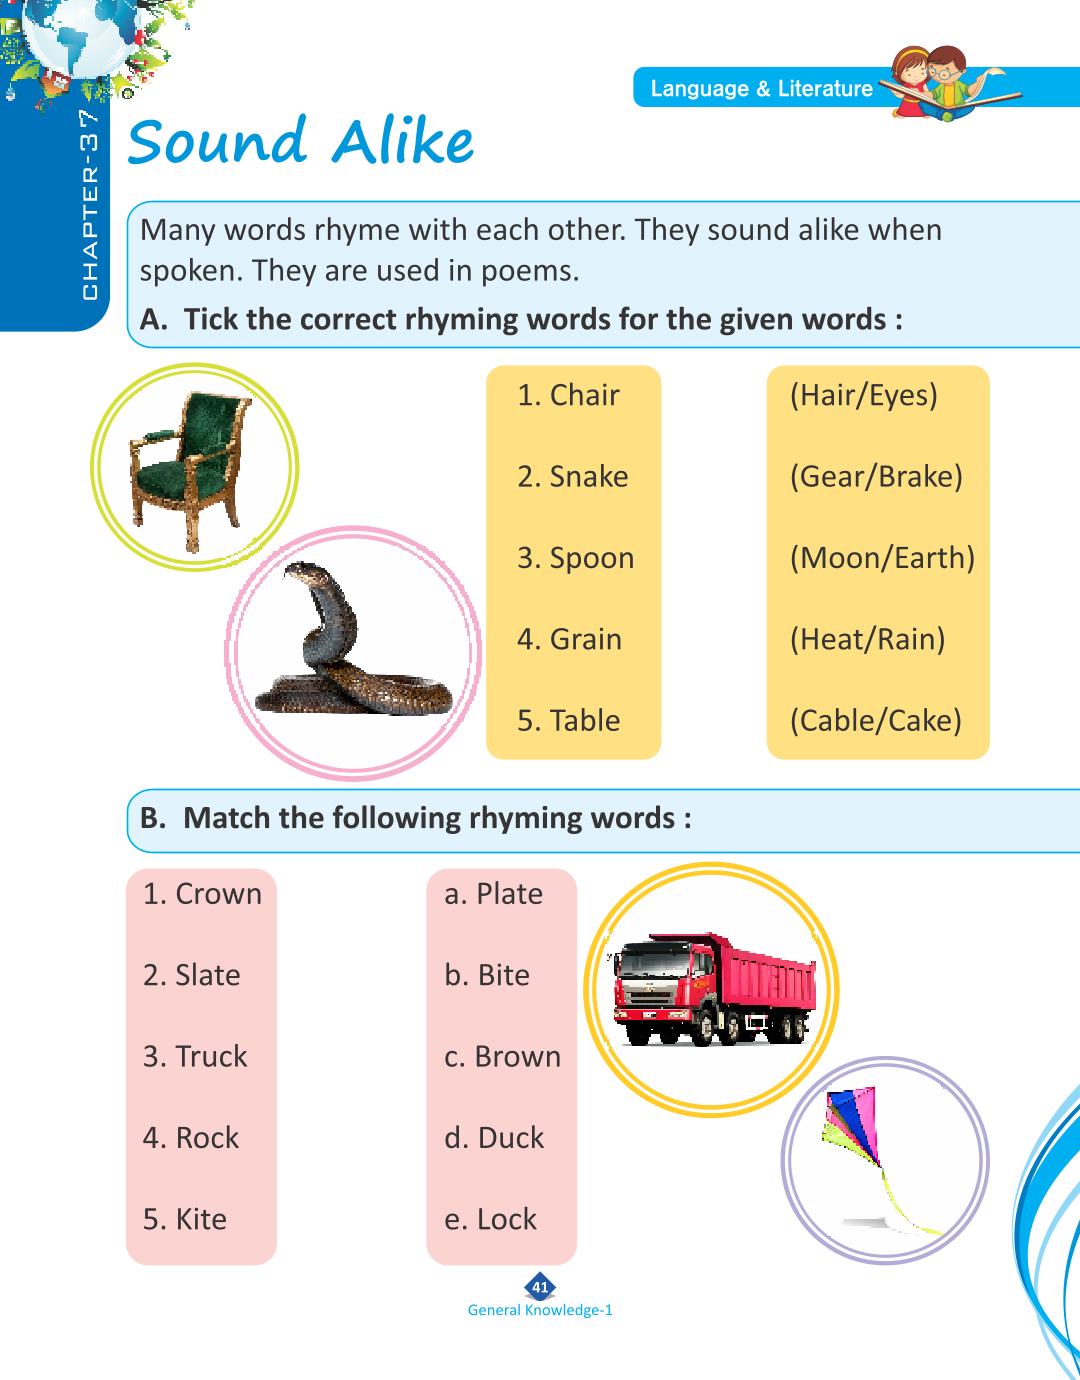 Language & Literature
CHAPTER-37
Sound Alike
Many words rhyme with each other. They sound alike when
spoken. They are used in poems.
A. Tick the correct rhyming words for the given words :
1. Chair (Hair/Eyes)
2. Snake (Gear/Brake)
3. Spoon (Moon/Earth)
4. Grain (Heat/Rain)
5. Table (Cable/Cake)
B. Match the following rhyming words :
1. Crown a. Plate
2. Slate b. Bite
3. Truck c. Brown
4. Rock d. Duck
5. Kite e. Lock
41
General Knowledge-1